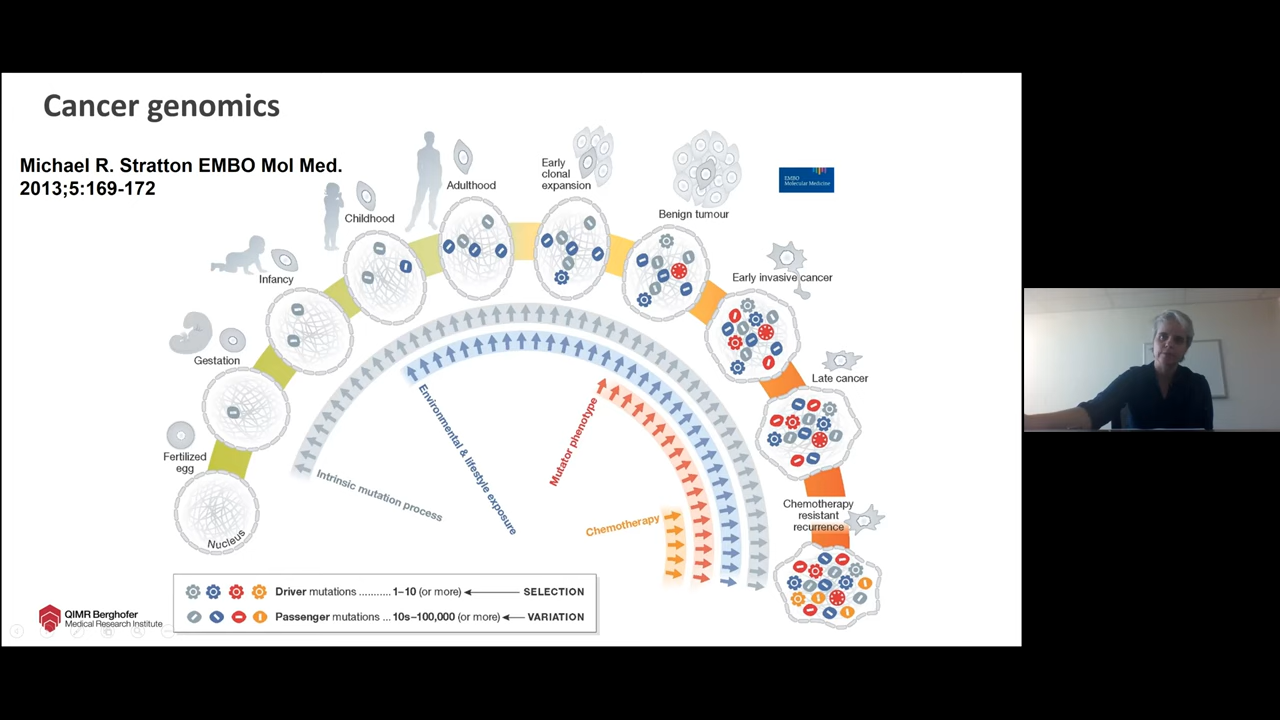 Cancer genomics
Michael R. Stratton EMBO Mol Med.
2013;5:169-172
EMBO
Molecular Medicine
Fertilized
egg
Nucleus
Gestation
Infancy
Childhood
Adulthood
Early
clonal
expansion
Benign tumour
Early invasive cancer
Late cancer
Chemotherapy
resistant
recurrence
Intrinsic mutation process
Environmental & lifestyle exposure
Mutator phenotype
Chemotherapy
Driver mutations ........... 1–10 (or more) SELECTION
Passenger mutations ... 10s–100,000 (or more) VARIATION
QIMR Berghofer
Medical Research Institute